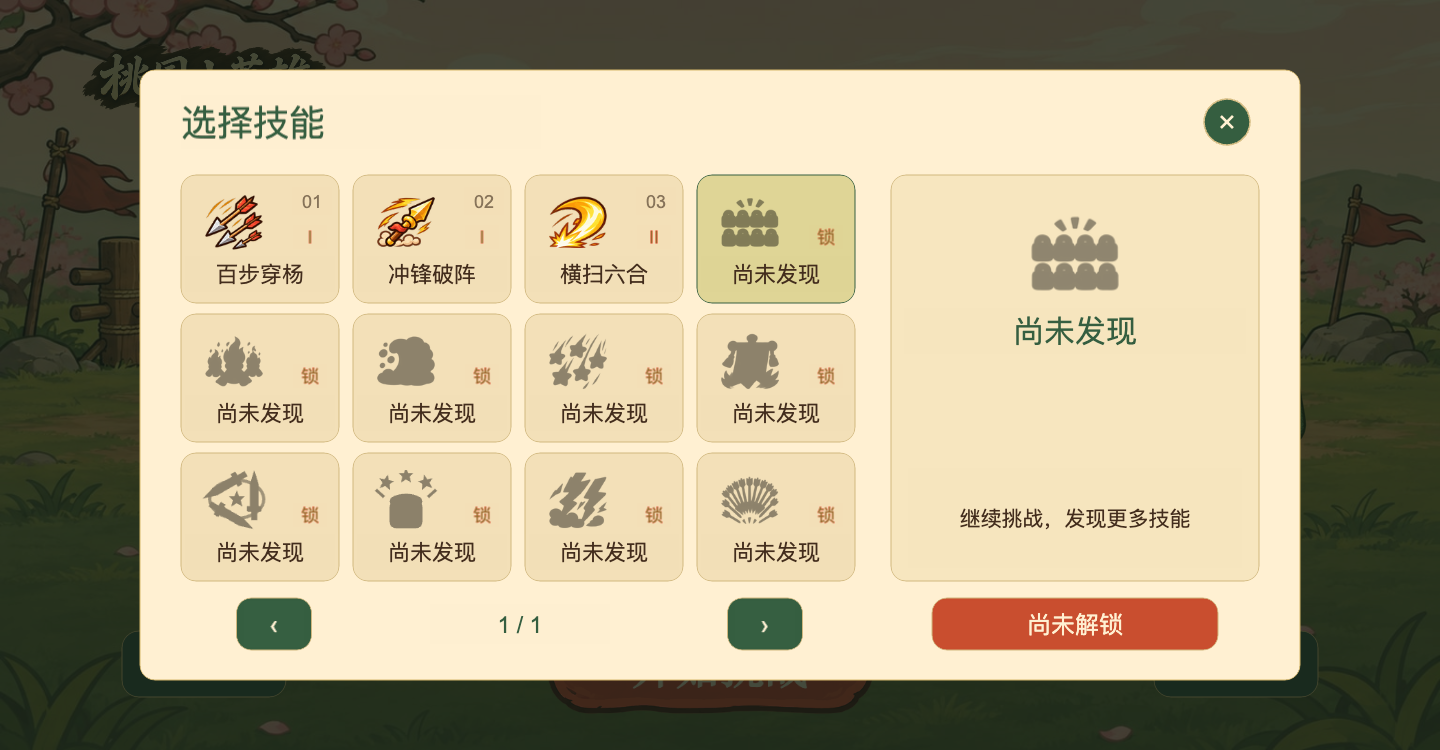 选择技能
×
01
I
百步穿杨
02
I
冲锋破阵
03
II
横扫六合
锁
尚未发现
锁
尚未发现
锁
尚未发现
锁
尚未发现
锁
尚未发现
锁
尚未发现
锁
尚未发现
锁
尚未发现
锁
尚未发现
尚未发现
继续挑战，发现更多技能
‹
1 / 1
›
尚未解锁